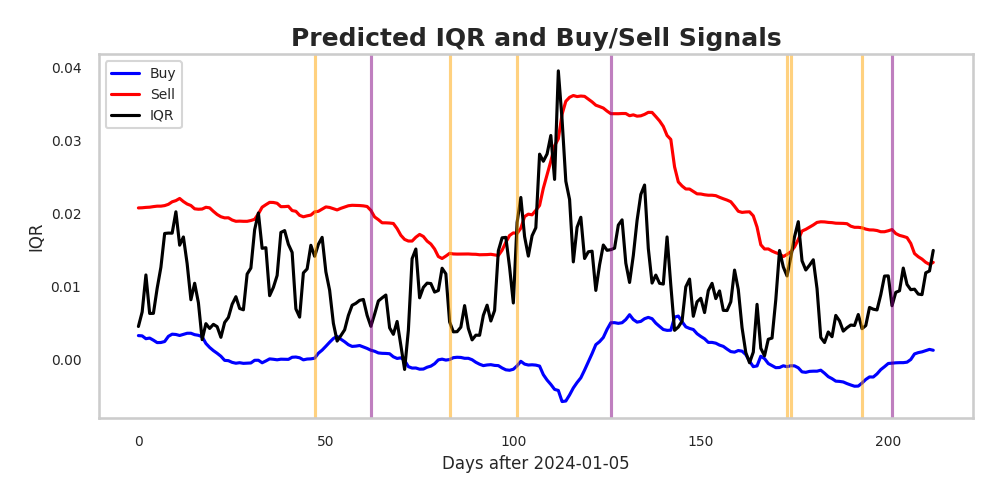 Predicted IQR and Buy/Sell Signals
Buy
Sell
IQR
0.04
0.03
0.02
0.01
0.00
IQR
0
50
100
150
200
Days after 2024-01-05